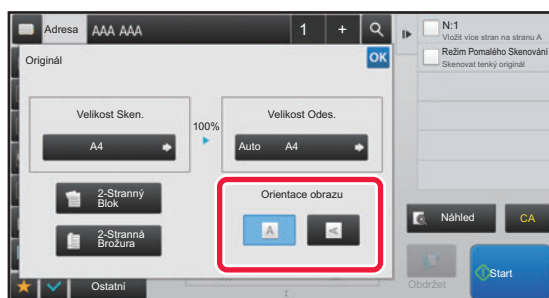 Adresa AAA AAA 1 +
N:1
Vložit více stran na stranu A
Režim Pomalého Skenování
Skenovat tenký originál
Originál OK
Velikost Sken. 100% Velikost Odes.
A4 Auto A4
2-Stranný
Blok
Orientace obrazu
A A
2-Stranná
Brožura
Náhled CA
Ostatní
Obdržet Start